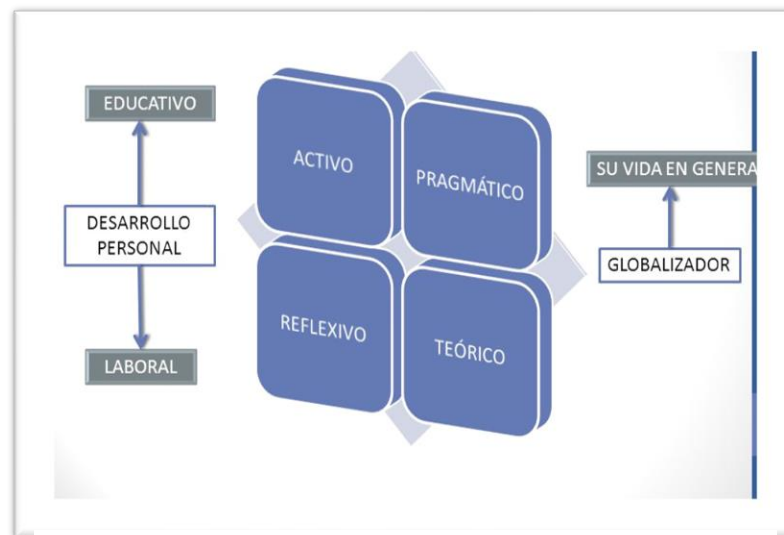 EDUCATIVO
DESARROLLO
PERSONAL
LABORAL
ACTIVO
PRAGMÁTICO
REFLEXIVO
TEÓRICO
SU VIDA EN GENERA
GLOBALIZADOR